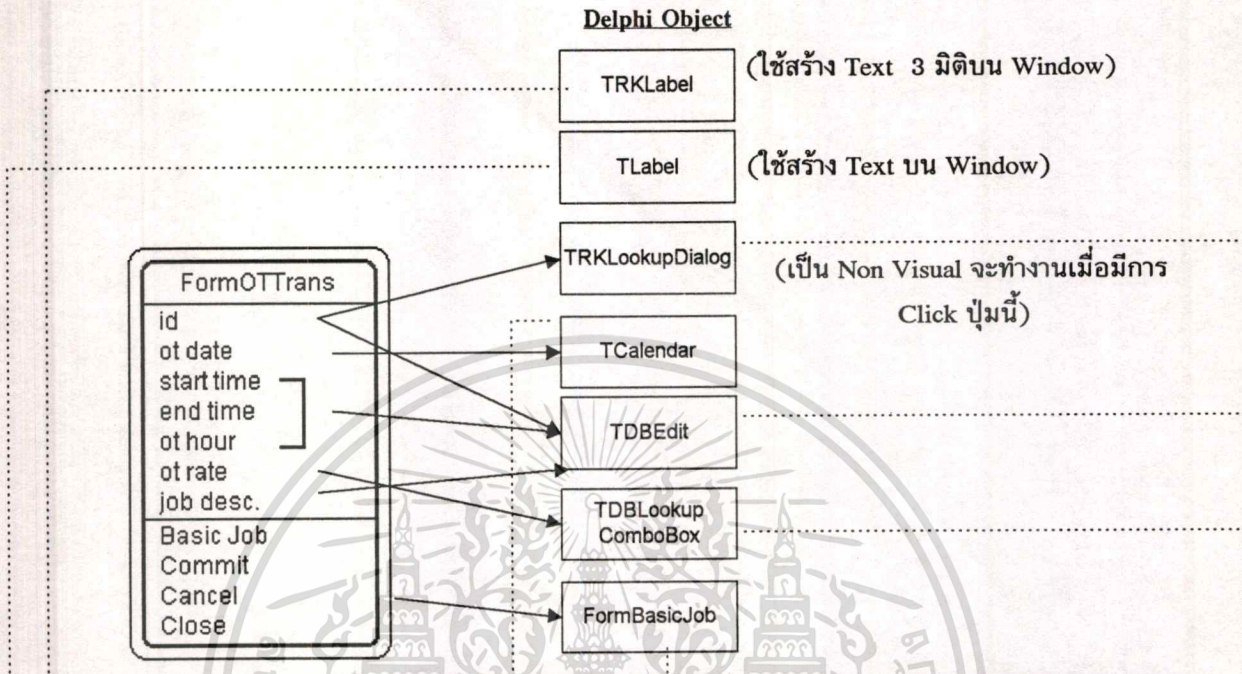 Delphi Object
TRKLabel
(ใช้สร้าง Text 3 มิติบน Window)
TLabel
(ใช้สร้าง Text บน Window)
TRKLookupDialog
(เป็น Non Visual จะทำงานเมื่อมีการ
Click ปุ่มนี้)
FormOTTrans
id
ot date
start time
end time
ot hour
ot rate
job desc.
Basic Job
Commit
Cancel
Close
TCalendar
TDBEdit
TDBLookup
ComboBox
FormBasicJob